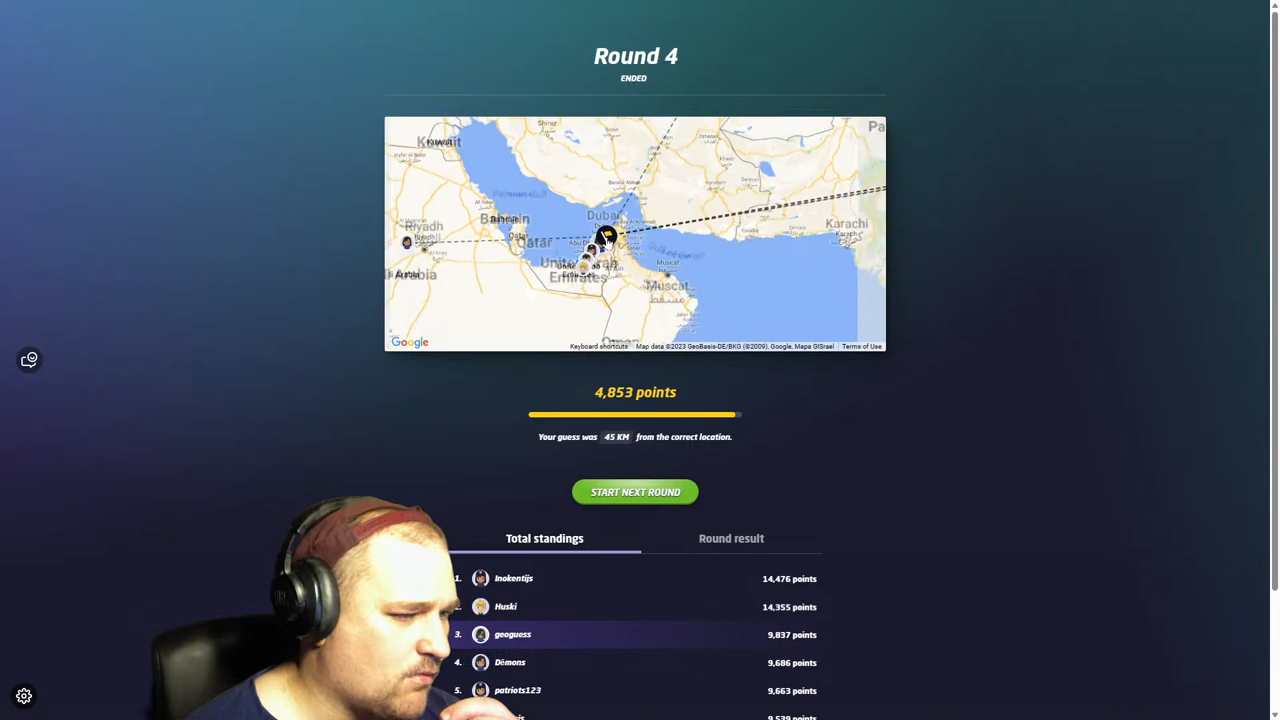 Round 4
ENDED
Shiraz
Kuwait
Pa
Bahrain
Dubai
Riyadh
Qatar
Karachi
United Arab
Emirates
Muscat
Google
Keyboard shortcuts
Map data ©2023 GeoBasis-DE/BKG (©2009), Google, Mapa GISrael
Terms of Use
4,853 points
Your guess was 45 KM from the correct location.
START NEXT ROUND
Total standings
Round result
1. Inokentijs 14,476 points
Huski 14,355 points
3. geoguess 9,837 points
4. Dēmons 9,686 points
5. patriots123 9,663 points